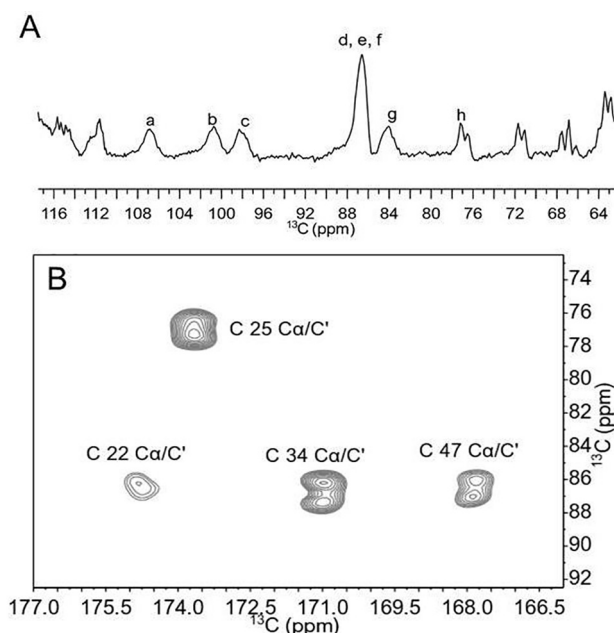 A
d, e, f
a
b
c
g
h
116 112 108 104 100 96 92 88 84 80 76 72 68 64
¹³C (ppm)
B
74
76
C 25 Cα/C'
78
80
82
C 22 Cα/C' C 34 Cα/C' C 47 Cα/C'
84
86
88
90
92
¹³C (ppm)
177.0 175.5 174.0 172.5 171.0 169.5 168.0 166.5
¹³C (ppm)